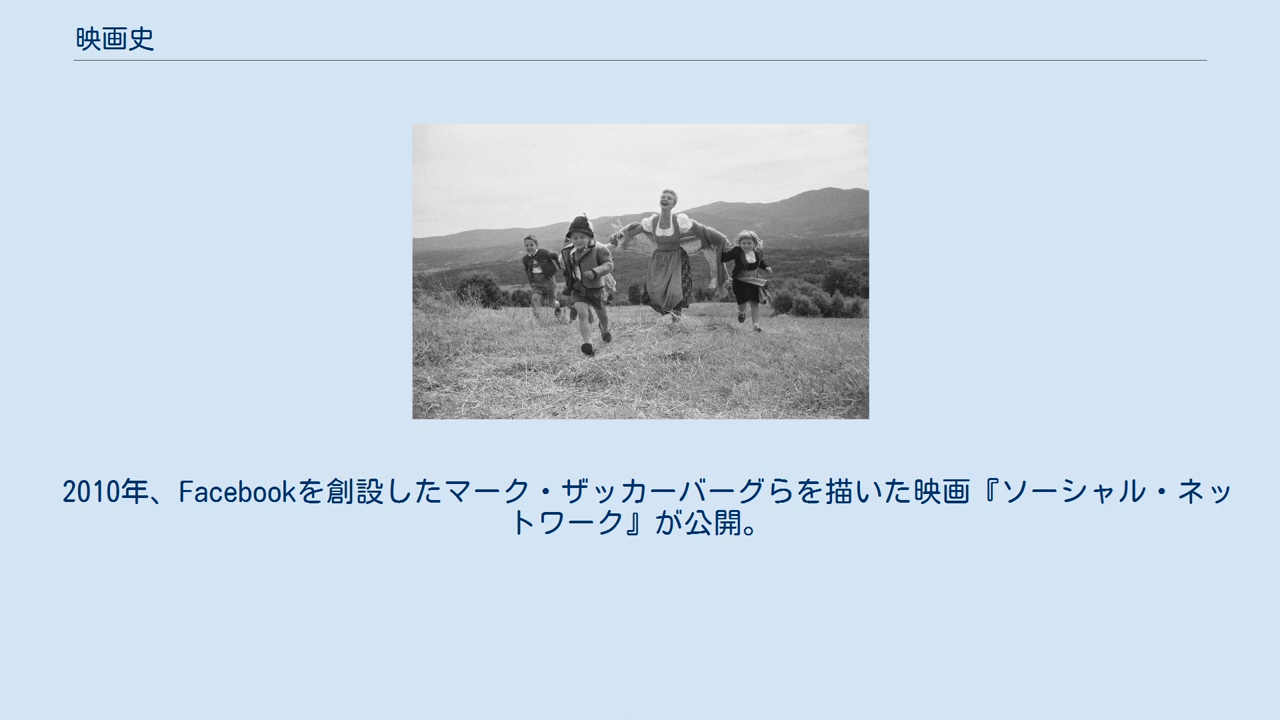 映画史
2010年、Facebookを創設したマーク・ザッカーバーグらを描いた映画『ソーシャル・ネッ
トワーク』が公開。